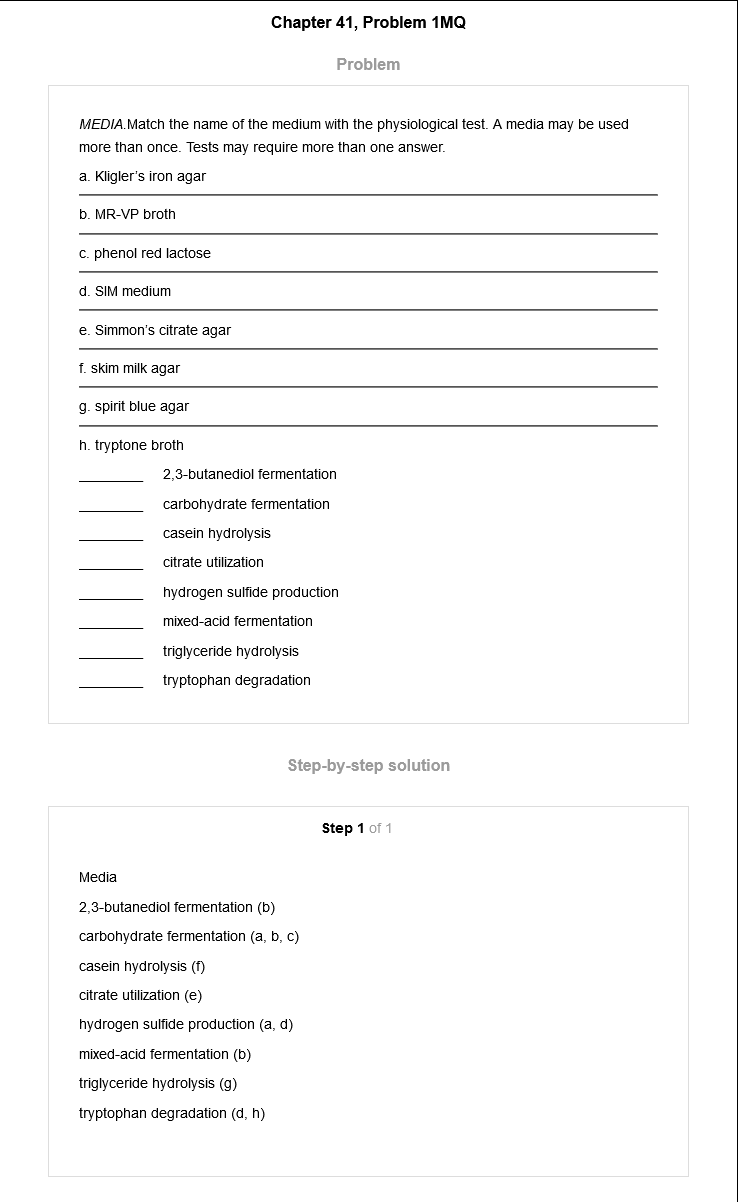 Chapter 41, Problem 1MQ
Problem
MEDIA.Match the name of the medium with the physiological test. A media may be used
more than once. Tests may require more than one answer.
a. Kligler’s iron agar
b. MR-VP broth
c. phenol red lactose
d. SIM medium
e. Simmon’s citrate agar
f. skim milk agar
g. spirit blue agar
h. tryptone broth
________ 2,3-butanediol fermentation
________ carbohydrate fermentation
________ casein hydrolysis
________ citrate utilization
________ hydrogen sulfide production
________ mixed-acid fermentation
________ triglyceride hydrolysis
________ tryptophan degradation
Step-by-step solution
Step 1 of 1
Media
2,3-butanediol fermentation (b)
carbohydrate fermentation (a, b, c)
casein hydrolysis (f)
citrate utilization (e)
hydrogen sulfide production (a, d)
mixed-acid fermentation (b)
triglyceride hydrolysis (g)
tryptophan degradation (d, h)